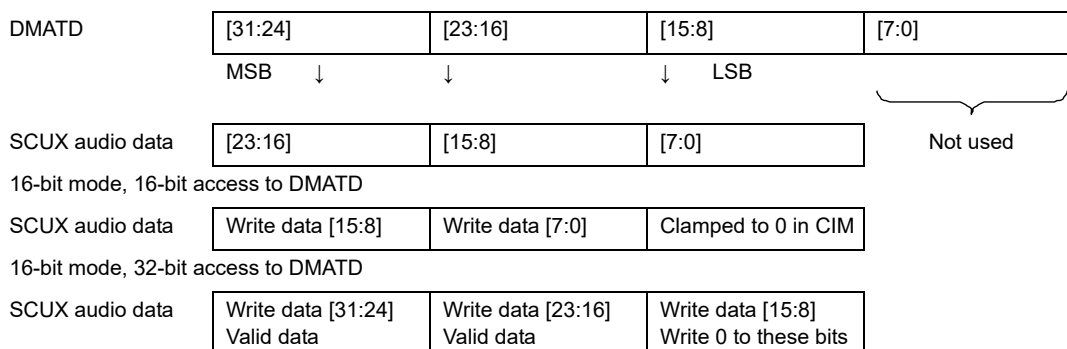 DMATD [31:24] [23:16] [15:8] [7:0]
MSB ↓ ↓ ↓ LSB
SCUX audio data [23:16] [15:8] [7:0] Not used
16-bit mode, 16-bit access to DMATD
SCUX audio data Write data [15:8] Write data [7:0] Clamped to 0 in CIM
16-bit mode, 32-bit access to DMATD
SCUX audio data Write data [31:24] Write data [23:16] Write data [15:8]
Valid data Valid data Write 0 to these bits